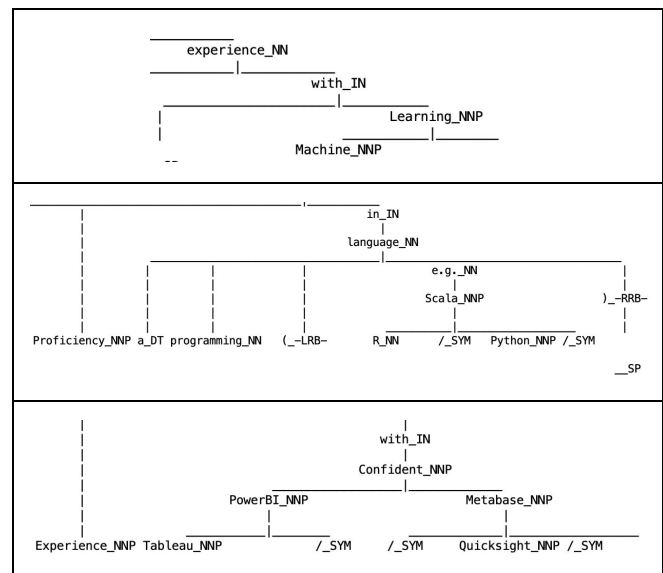 experience_NN
with_IN
Learning_NNP
Machine_NNP
in_IN
language_NN
e.g._NN
Scala_NNP )_-RRB-
Proficiency_NNP a_DT programming_NN (_-LRB- R_NN /_SYM Python_NNP /_SYM
__SP
with_IN
Confident_NNP
PowerBI_NNP Metabase_NNP
Experience_NNP Tableau_NNP /_SYM /_SYM Quicksight_NNP /_SYM